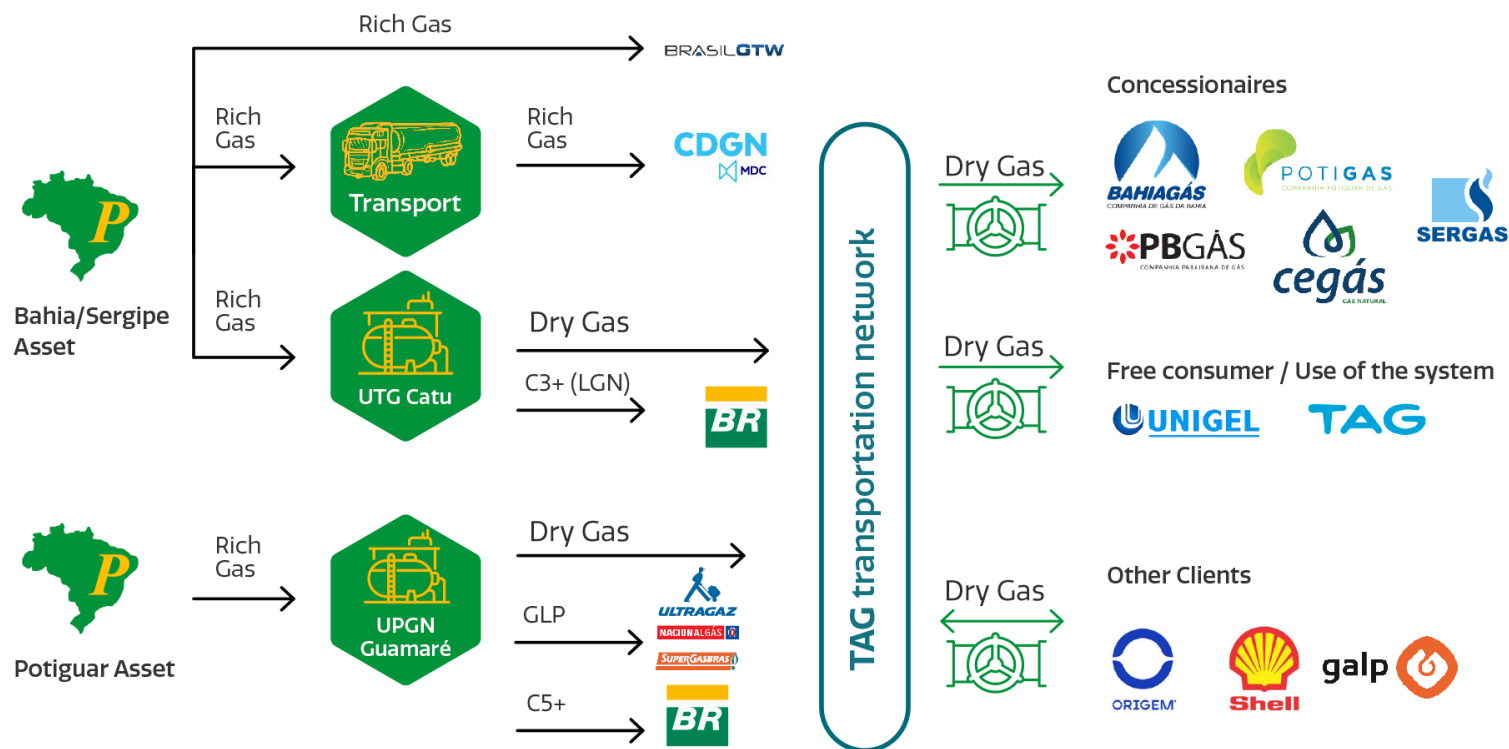 Rich Gas
BRASILGTW
Rich
Gas
Transport
Rich
Gas
CDGN
MDC
P
Bahia/Sergipe
Asset
Rich
Gas
UTG Catu
Dry Gas
C3+ (LGN)
BR
P
Potiguar Asset
Rich
Gas
UPGN
Guamaré
Dry Gas
GLP
ULTRAGAZ
NACIONALGÁS
SUPERGASBRAS
C5+
BR
TAG transportation network
Dry Gas
Concessionaires
BAHIAGÁS
COMPANHIA DE GÁS DA BAHIA
POTIGAS
COMPANHIA POTIGUAR DE GÁS
SERGAS
PBGÁS
COMPANHIA PARAIBANA DE GÁS
cegás
GÁS NATURAL
Dry Gas
Free consumer / Use of the system
UNIGEL
TAG
Dry Gas
Other Clients
ORIGEM
Shell
galp